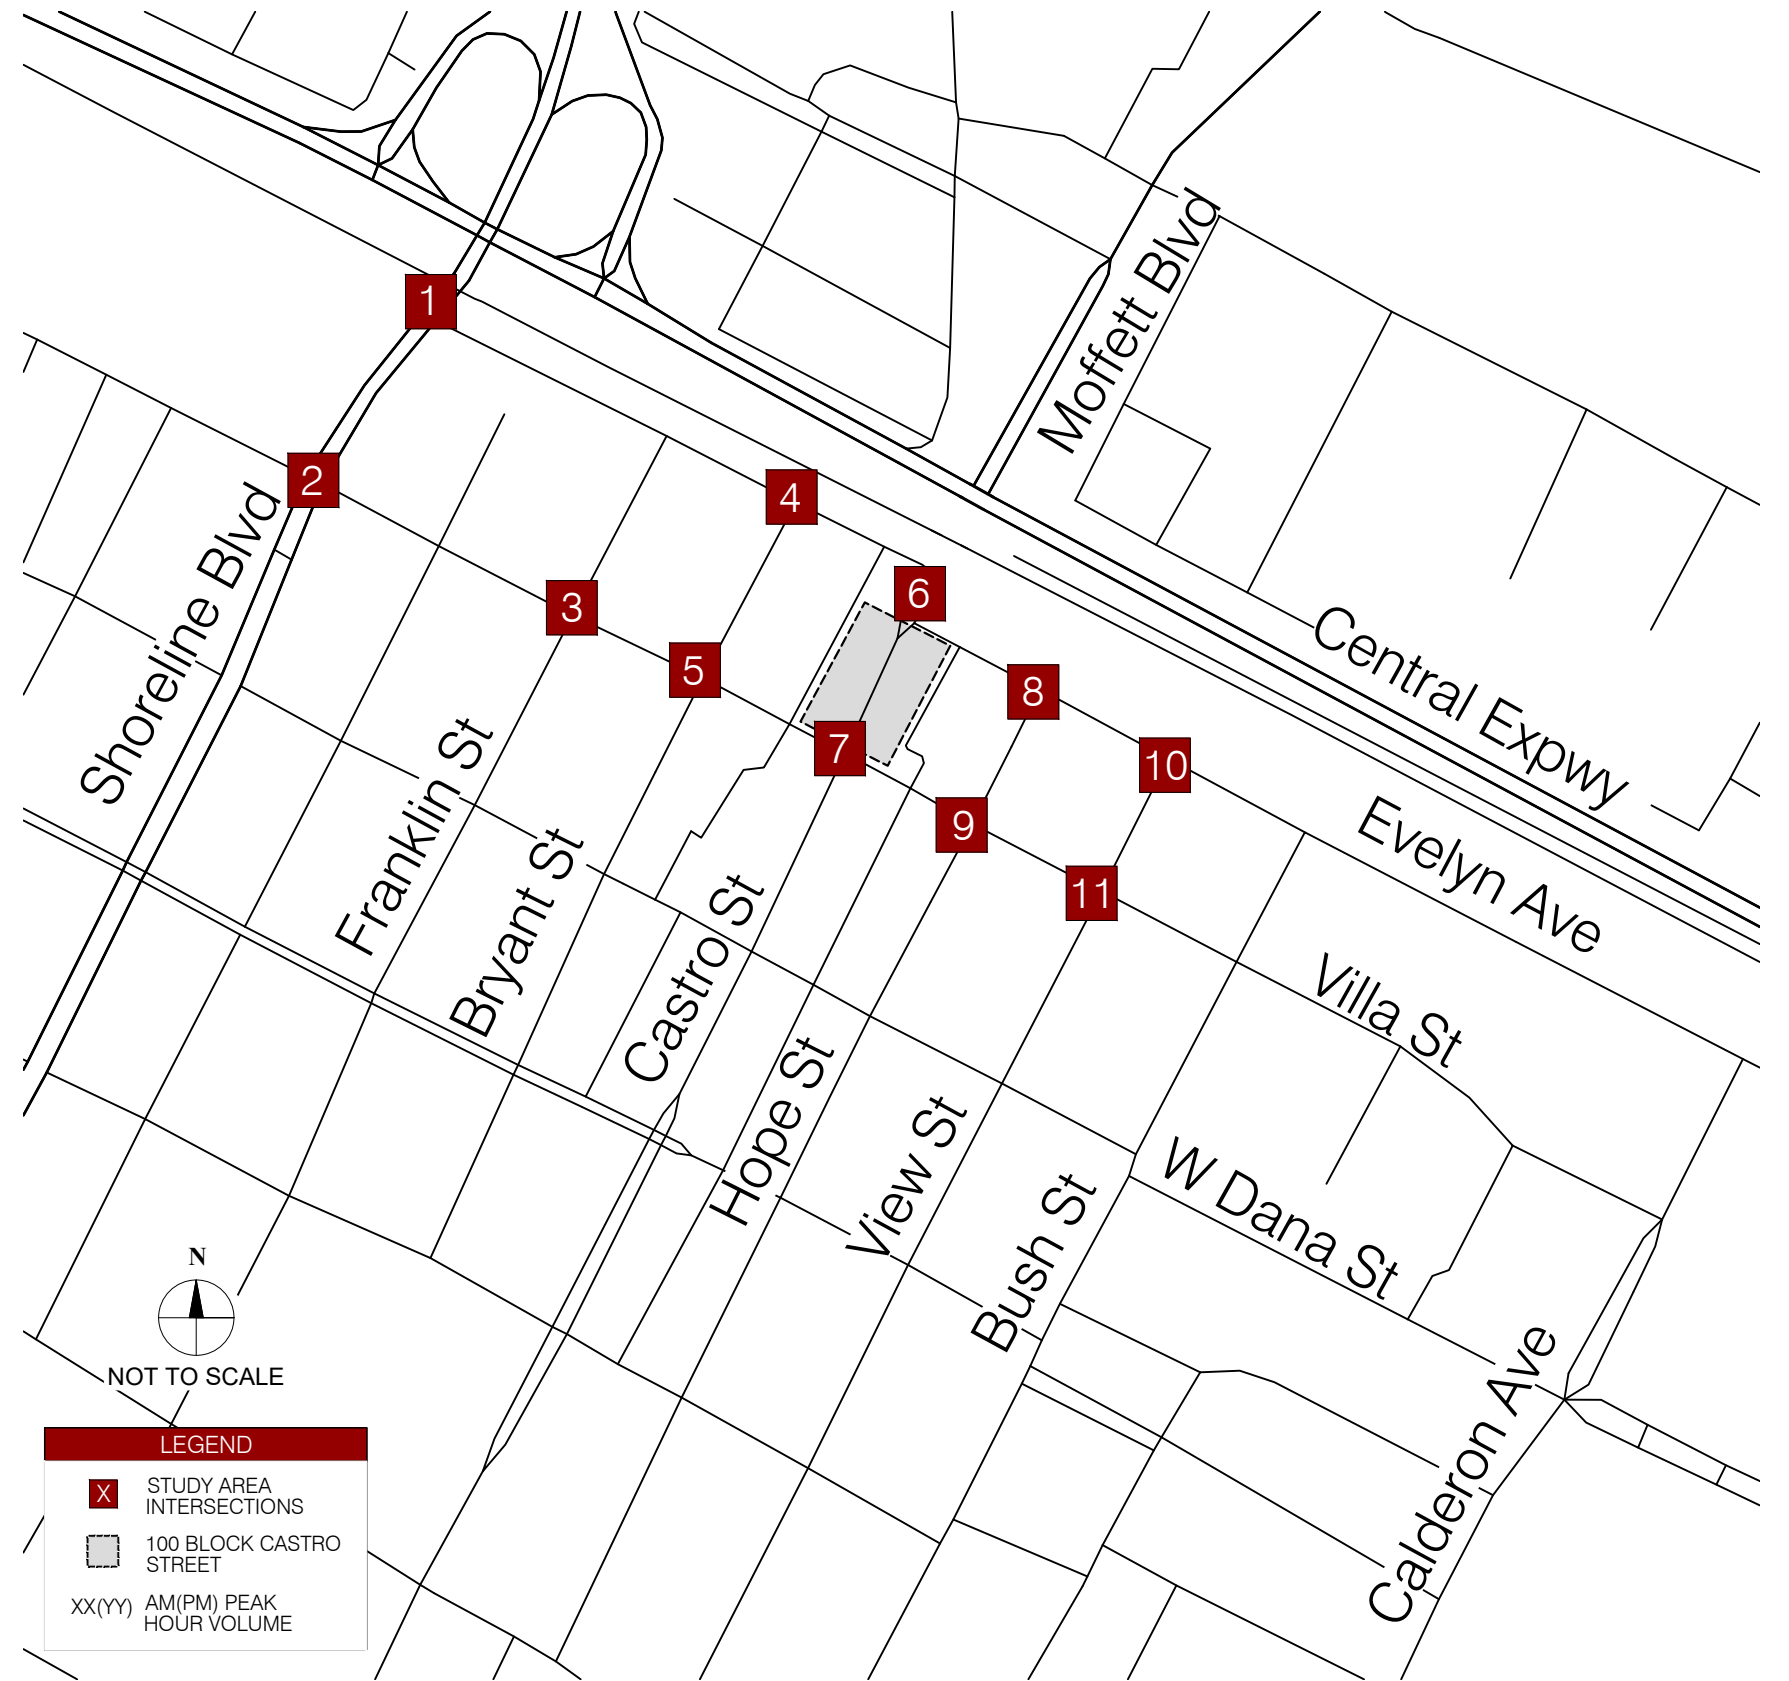 Moffett Blvd
1
2
4
3
6
5
8
7
10
9
11
Shoreline Blvd
Central Expwy
Franklin St
Evelyn Ave
Bryant St
Castro St
Villa St
Hope St
View St
W Dana St
Bush St
Calderon Ave
N
NOT TO SCALE
LEGEND
X
STUDY AREA
INTERSECTIONS
100 BLOCK CASTRO
STREET
XX(YY)
AM(PM) PEAK
HOUR VOLUME